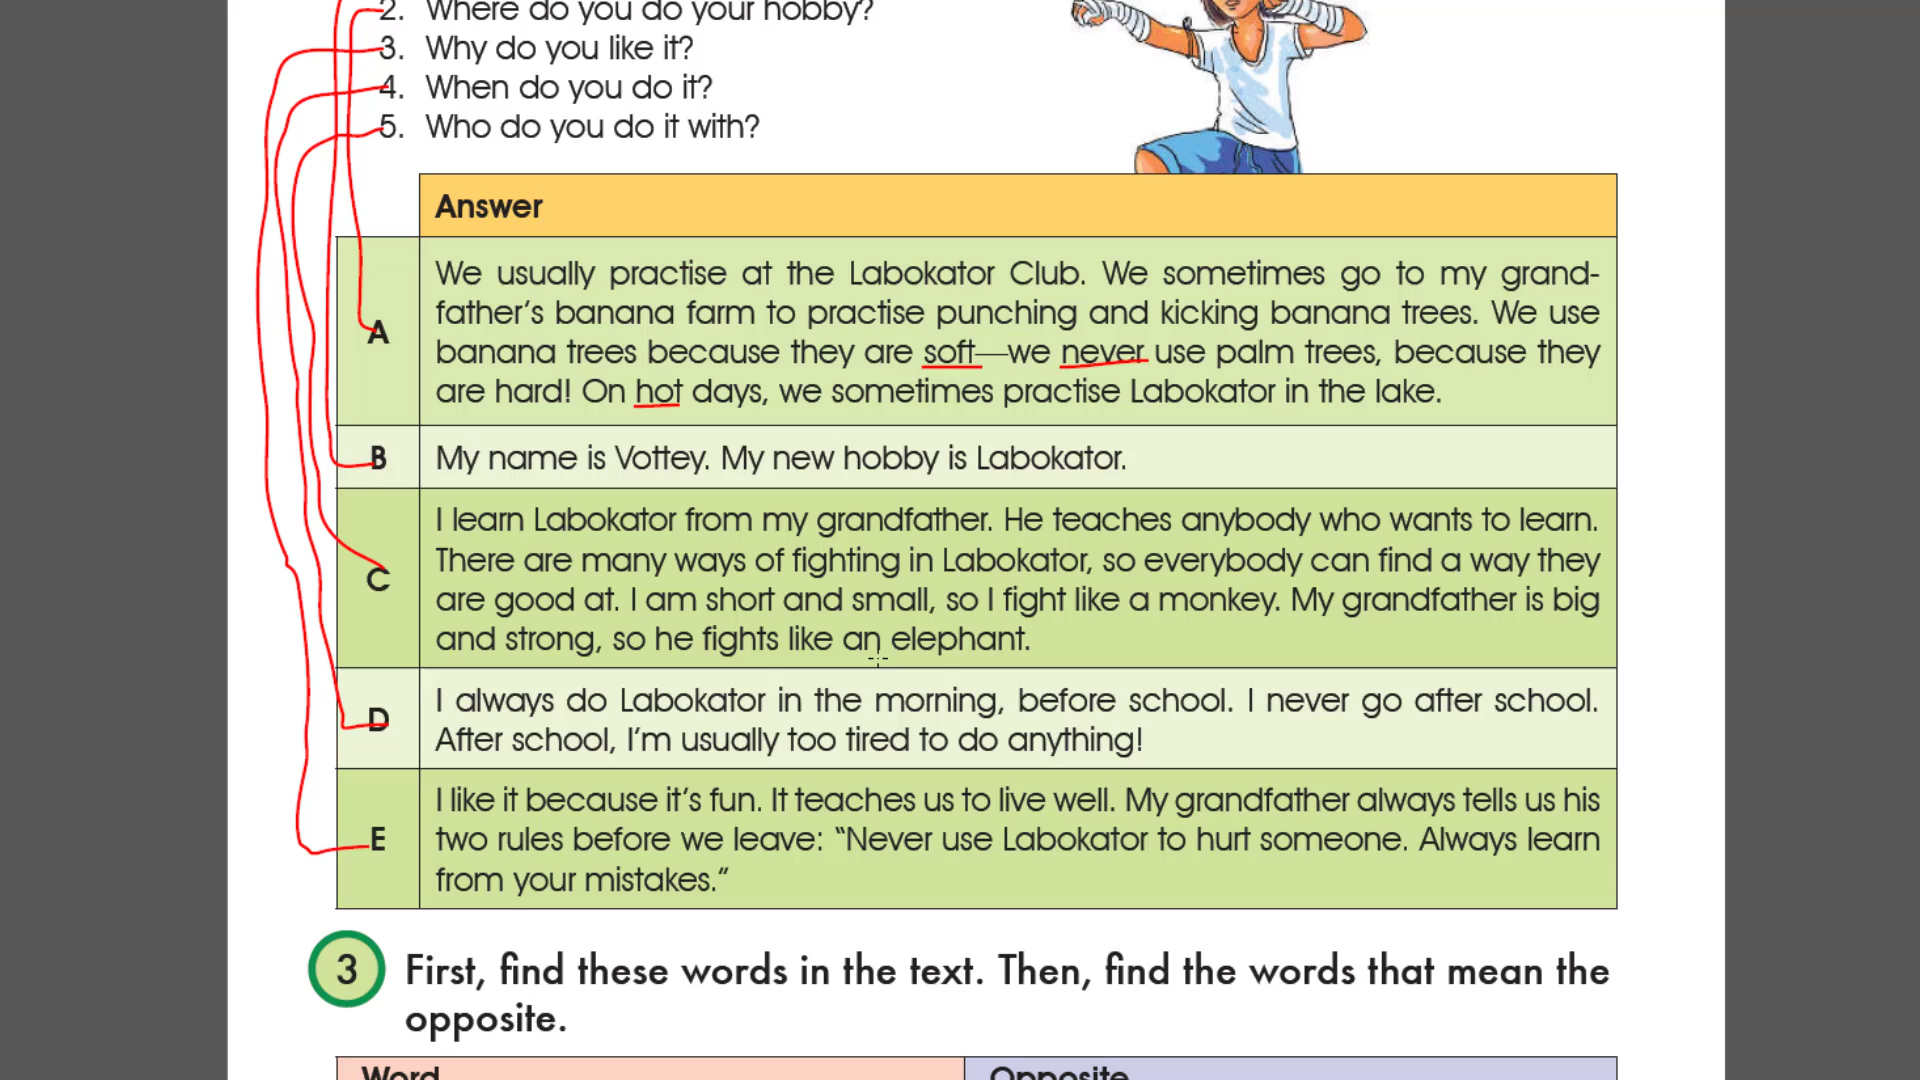 2. Where do you do your hobby?
3. Why do you like it?
4. When do you do it?
5. Who do you do it with?
Answer
A
We usually practise at the Labokator Club. We sometimes go to my grand-
father's banana farm to practise punching and kicking banana trees. We use
banana trees because they are soft—we never use palm trees, because they
are hard! On hot days, we sometimes practise Labokator in the lake.
B
My name is Vottey. My new hobby is Labokator.
C
I learn Labokator from my grandfather. He teaches anybody who wants to learn.
There are many ways of fighting in Labokator, so everybody can find a way they
are good at. I am short and small, so I fight like a monkey. My grandfather is big
and strong, so he fights like an elephant.
D
I always do Labokator in the morning, before school. I never go after school.
After school, I'm usually too tired to do anything!
E
I like it because it's fun. It teaches us to live well. My grandfather always tells us his
two rules before we leave: “Never use Labokator to hurt someone. Always learn
from your mistakes.”
3 First, find these words in the text. Then, find the words that mean the
opposite.
Word Opposite